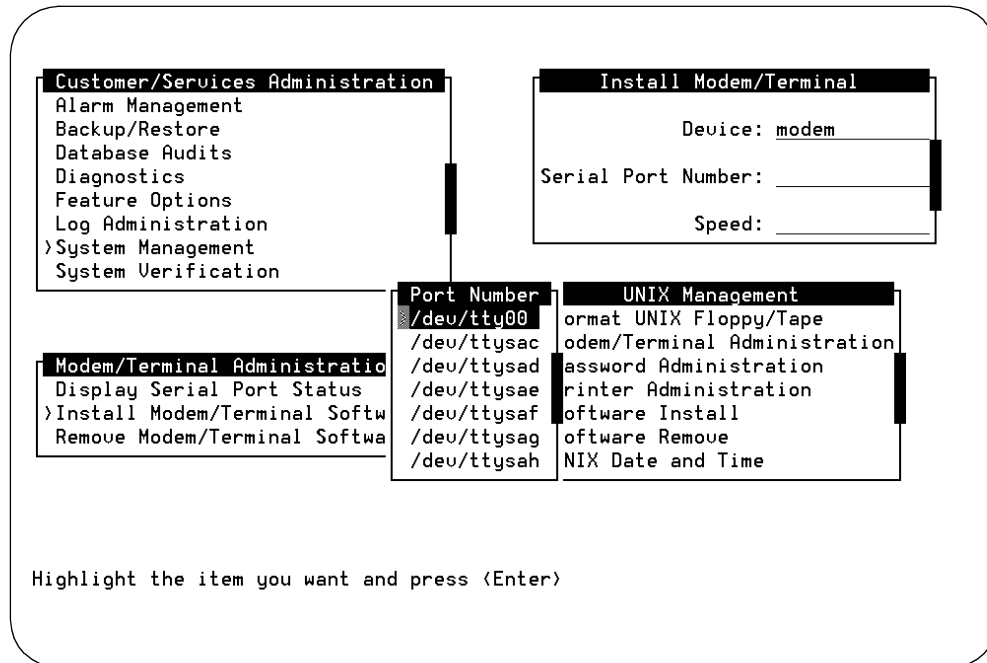 Customer/Services Administration
Alarm Management
Backup/Restore
Database Audits
Diagnostics
Feature Options
Log Administration
>System Management
System Verification
Install Modem/Terminal
Device: modem
Serial Port Number:
Speed:
Modem/Terminal Administratio
Display Serial Port Status
>Install Modem/Terminal Softw
Remove Modem/Terminal Softwa
Port Number
/dev/tty00
/dev/ttysac
/dev/ttysad
/dev/ttysae
/dev/ttysaf
/dev/ttysag
/dev/ttysah
UNIX Management
ormat UNIX Floppy/Tape
odem/Terminal Administration
assword Administration
rinter Administration
oftware Install
oftware Remove
NIX Date and Time
Highlight the item you want and press <Enter>